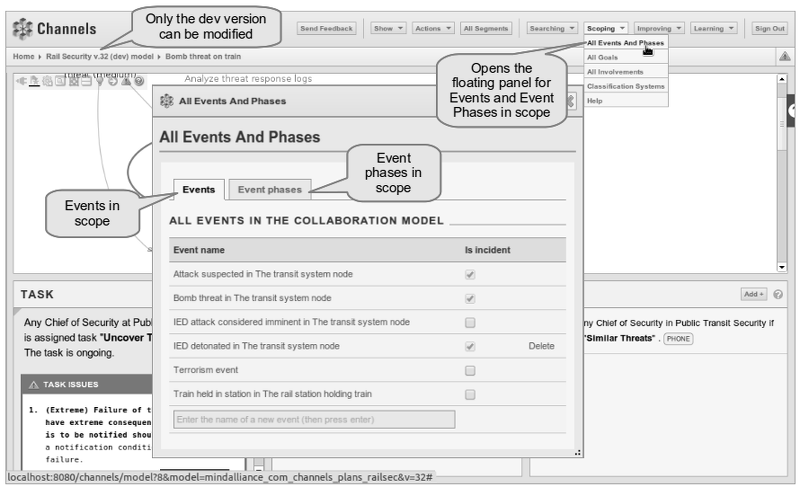 Channels
Only the dev version
can be modified
Send Feedback
Show
Actions
All Segments
Searching
Scoping
Improving
Learning
Sign Out
Home
Rail Security v.32 (dev) model
Bomb threat on train
All Events And Phases
All Goals
All Involvements
Classification Systems
Help
Opens the
floating panel for
Events and Event
Phases in scope
Analyze threat response logs
All Events And Phases
All Events And Phases
Event
phases in
scope
Events in
scope
Events
Event phases
ALL EVENTS IN THE COLLABORATION MODEL
Event name Is incident
Attack suspected in The transit system node
Bomb threat in The transit system node
IED attack considered imminent in The transit system node
IED detonated in The transit system node Delete
Terrorism event
Train held in station in The rail station holding train
Enter the name of a new event (then press enter)
TASK
Add +
Any Chief of Security at Publ
is assigned task "Uncover T
The task is ongoing.
TASK ISSUES
1. (Extreme) Failure of t
have extreme consequen
is to be notified shou
a notification conditi
failure.
ny Chief of Security in Public Transit Security if
"Similar Threats" . PHONE
localhost:8080/channels/model?8&model=mindalliance_com_channels_plans_railsec&v=32#